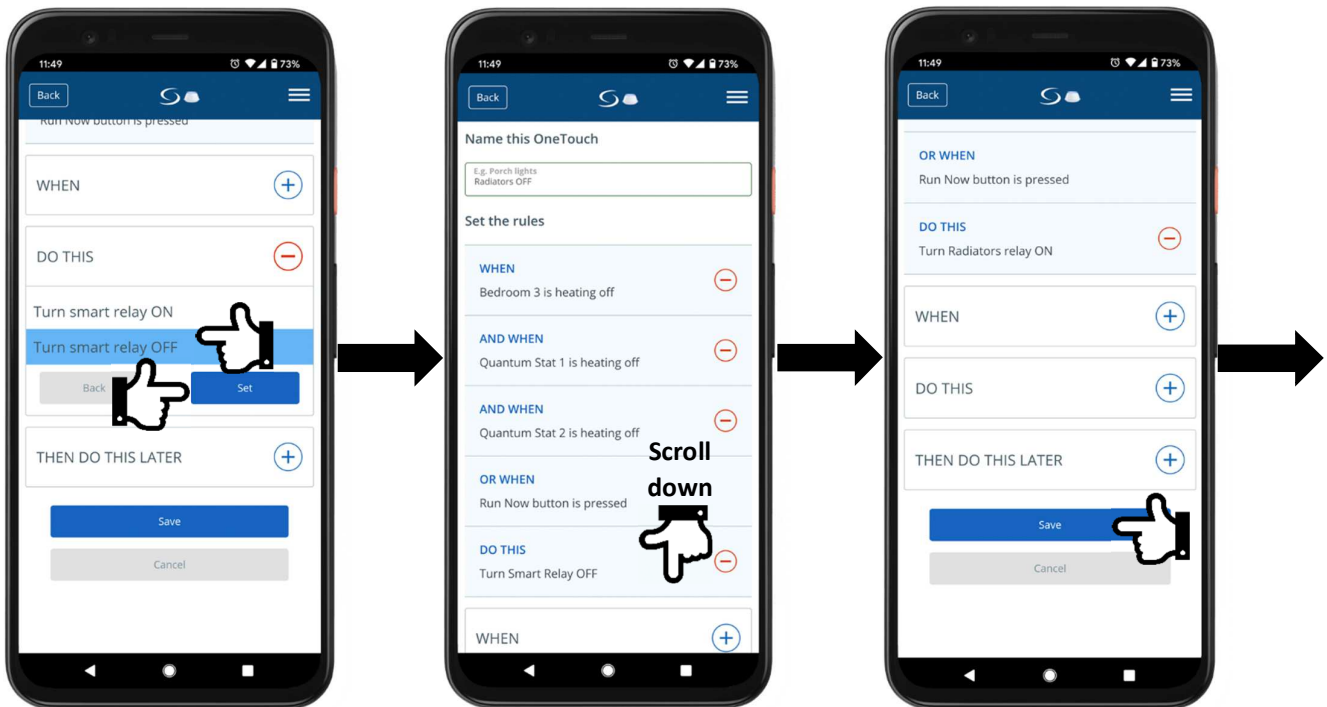 11:49
73%
Back
Run Now button is pressed
WHEN
DO THIS
Turn smart relay ON
Turn smart relay OFF
Back
Set
THEN DO THIS LATER
Save
Cancel
11:49
73%
Back
Name this OneTouch
E.g. Porch lights
Radiators OFF
Set the rules
WHEN
Bedroom 3 is heating off
AND WHEN
Quantum Stat 1 is heating off
AND WHEN
Quantum Stat 2 is heating off
Scroll
down
OR WHEN
Run Now button is pressed
DO THIS
Turn Smart Relay OFF
WHEN
11:49
73%
Back
OR WHEN
Run Now button is pressed
DO THIS
Turn Radiators relay ON
WHEN
DO THIS
THEN DO THIS LATER
Save
Cancel